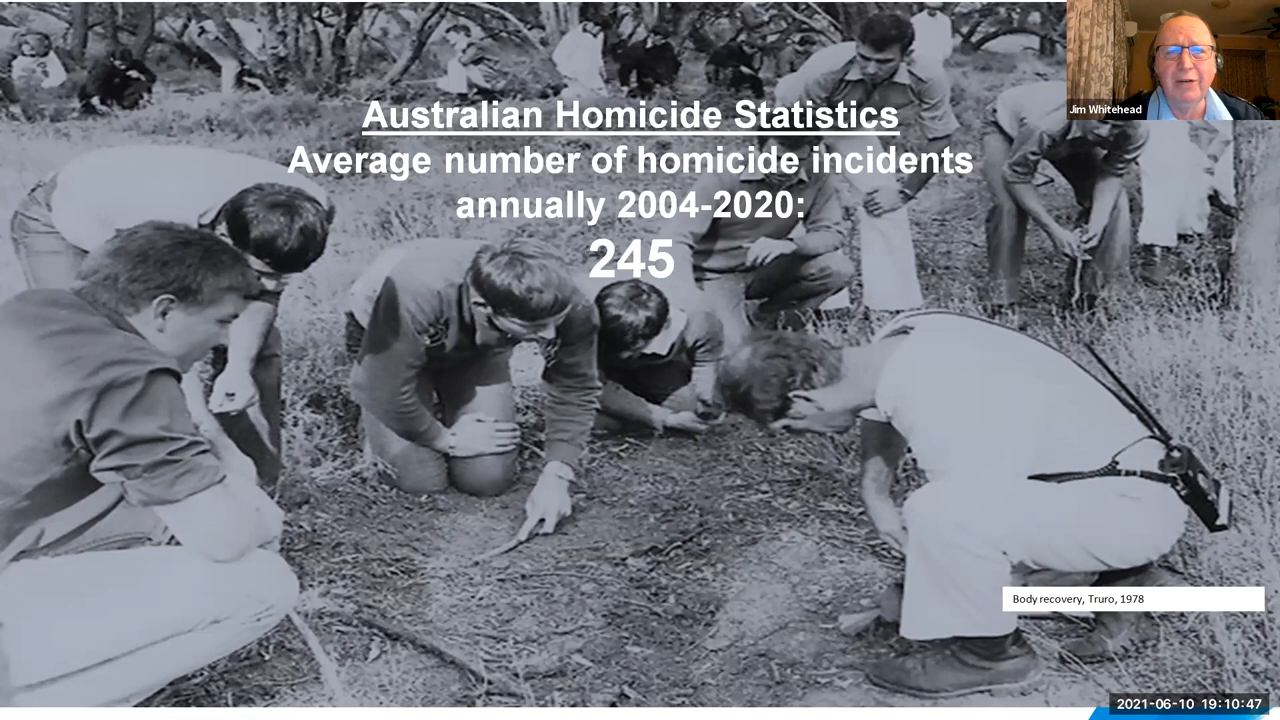 Australian Homicide Statistics
Average number of homicide incidents
annually 2004-2020:
245
Jim Whitehead
Body recovery, Truro, 1978
2021-06-10 19:10:47